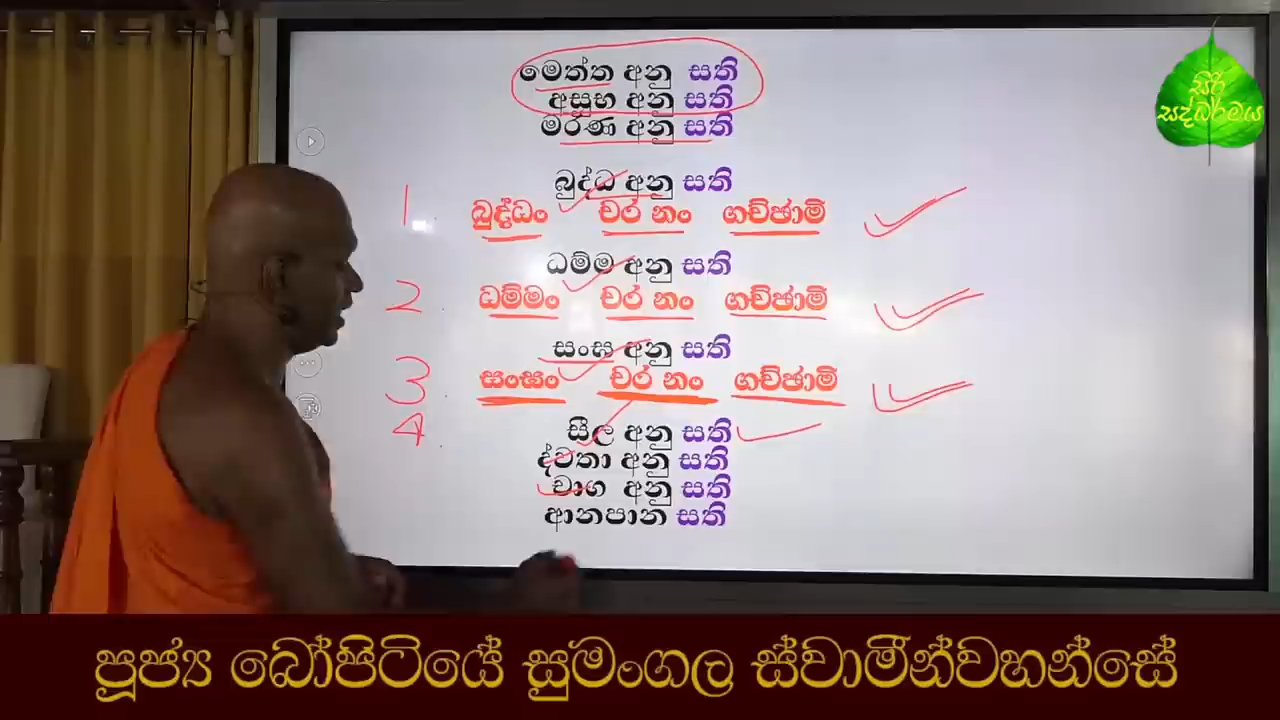 මෙත්ත අනු සති
අසුභ අනු සති
මරණ අනු සති
බුද්ධ අනු සති
1 බුද්ධං චර නං ගච්ඡාමි
ධම්ම අනු සති
2 ධම්මං චර නං ගච්ඡාමි
සංඝ අනු සති
3 සංඝං චර නං ගච්ඡාමි
4 සීල අනු සති
ද්වතා අනු සති
චාග අනු සති
ආනපාන සති
සිරි
සද්ධර්මය
පූජ්‍ය බෝපිටියේ සුමංගල ස්වාමීන්වහන්සේ